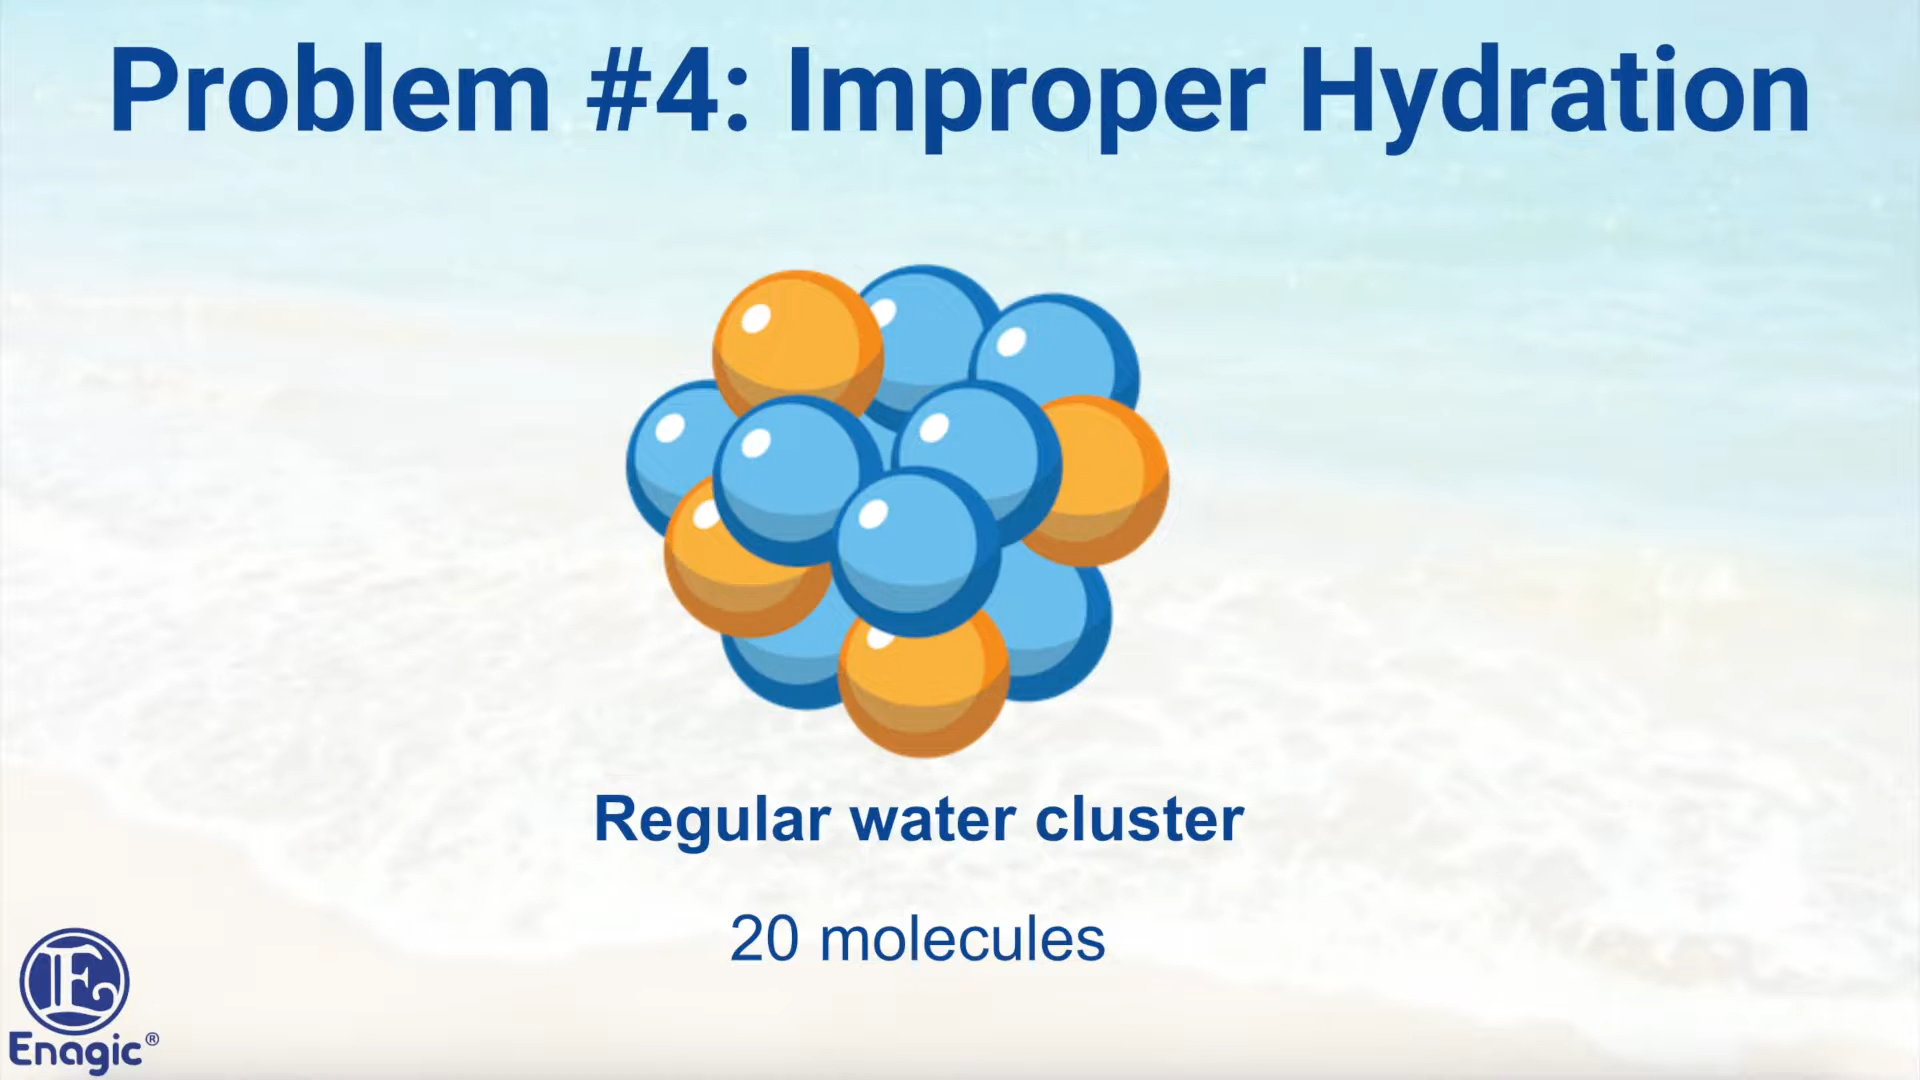 Problem #4: Improper Hydration
Regular water cluster
20 molecules
E
Enagic®